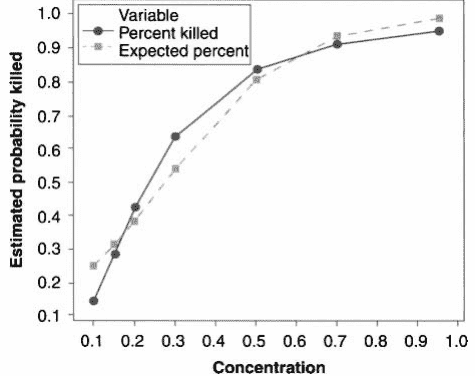 Variable
Percent killed
Expected percent
Estimated probability killed
1.0
0.9
0.8
0.7
0.6
0.5
0.4
0.3
0.2
0.1
0.1 0.2 0.3 0.4 0.5 0.6 0.7 0.8 0.9 1.0
Concentration